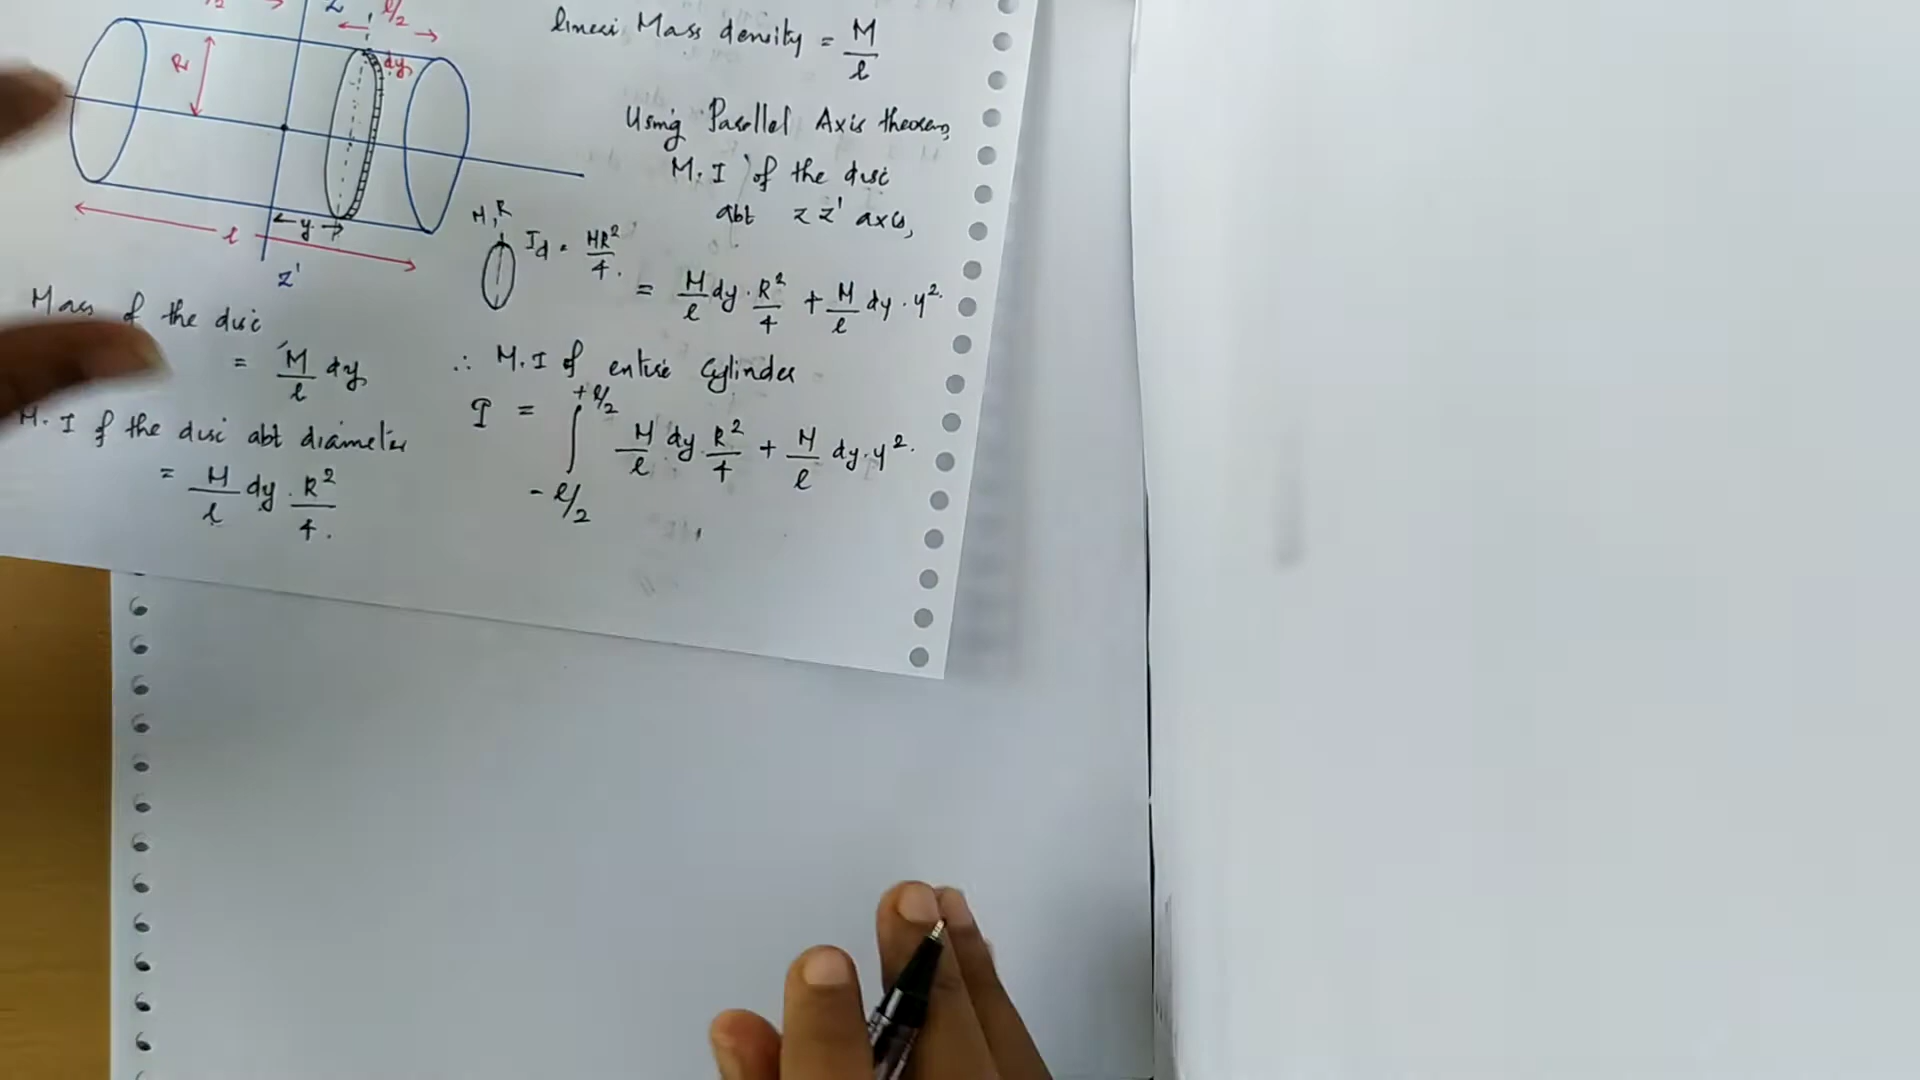 z
l/2
linear Mass density = M/l
R
dy
Using Parallel Axis theorem,
M.I of the disc
abt zz' axis,
y
l
z'
M, R
I_d = MR²/4.
= M/l dy . R²/4 + M/l dy . y².
Mass of the disc
= M/l dy
∴ M.I of entire Cylinder
M.I of the disc abt diameter
= M/l dy . R²/4.
I = ∫ +l/2 -l/2 M/l dy R²/4 + M/l dy . y².